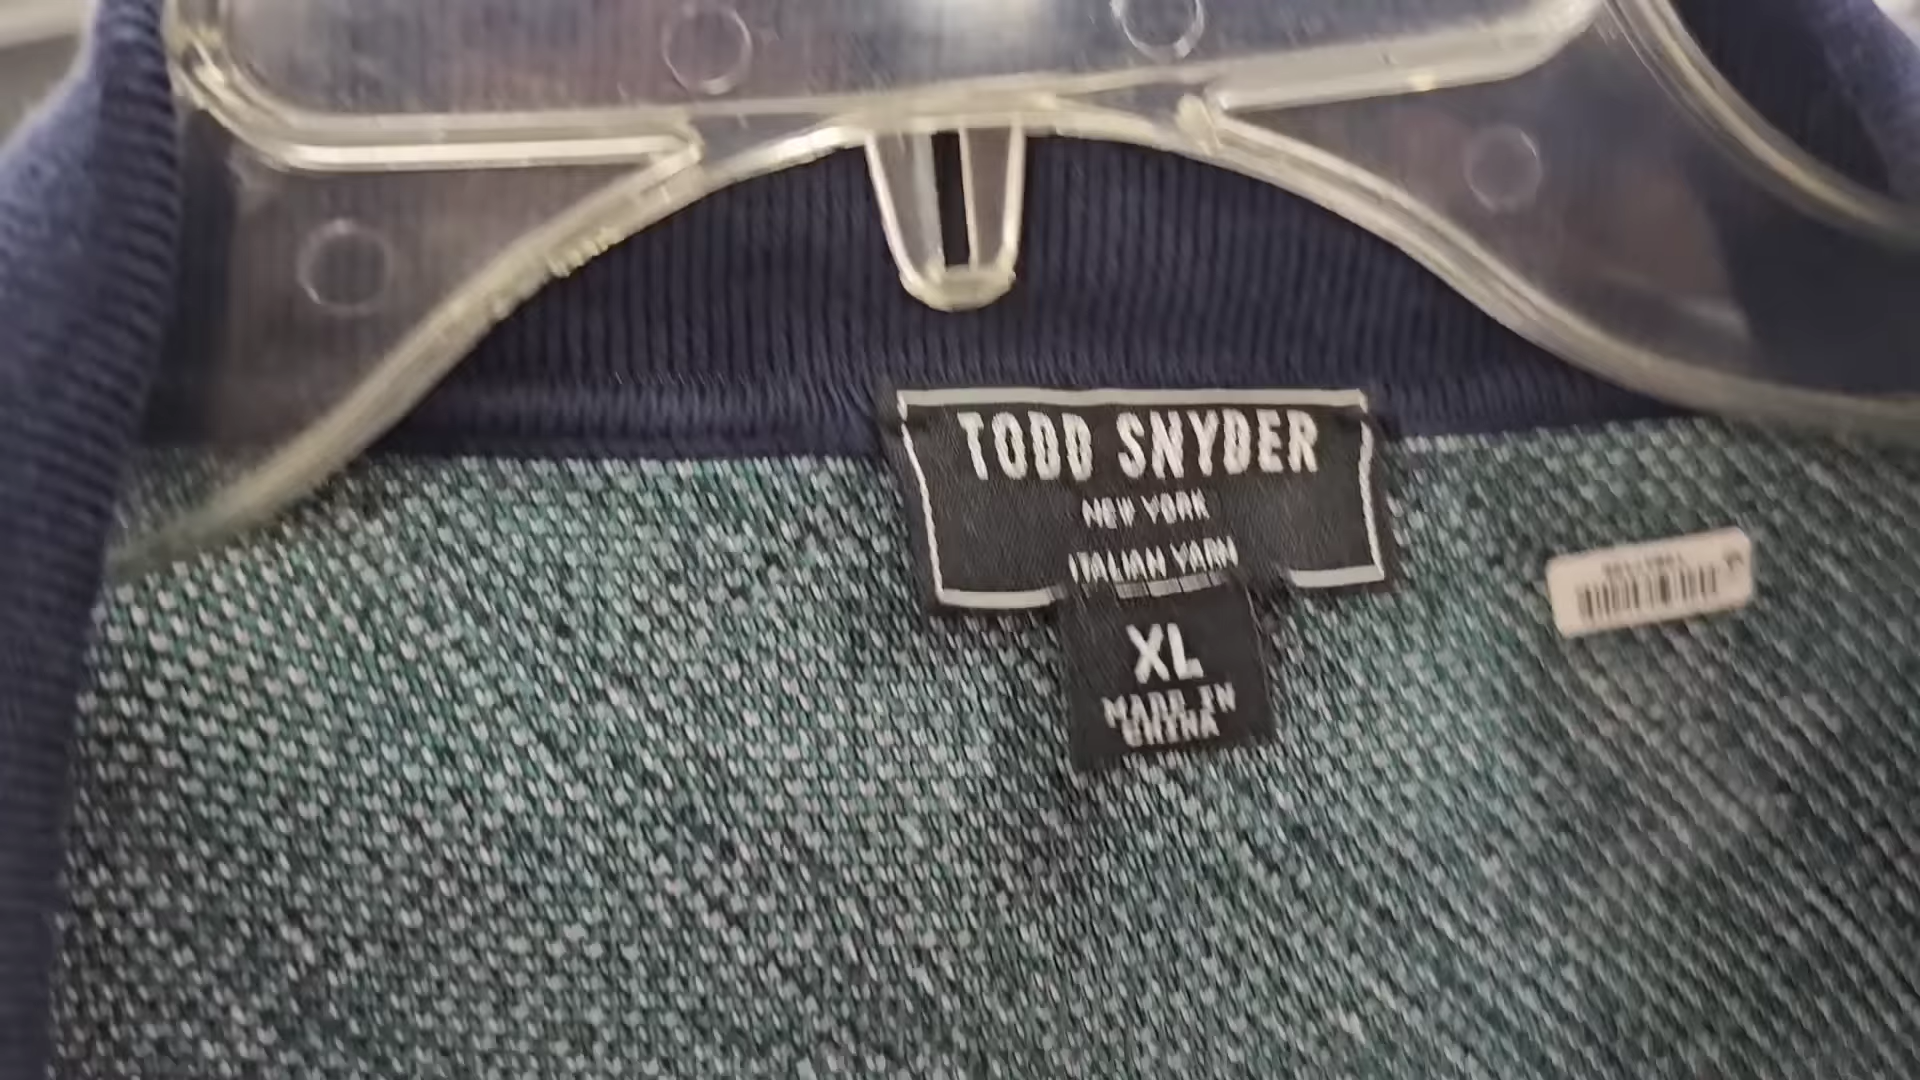 TODD SNYDER
NEW YORK
ITALIAN YARN
XL
MADE IN
CHINA